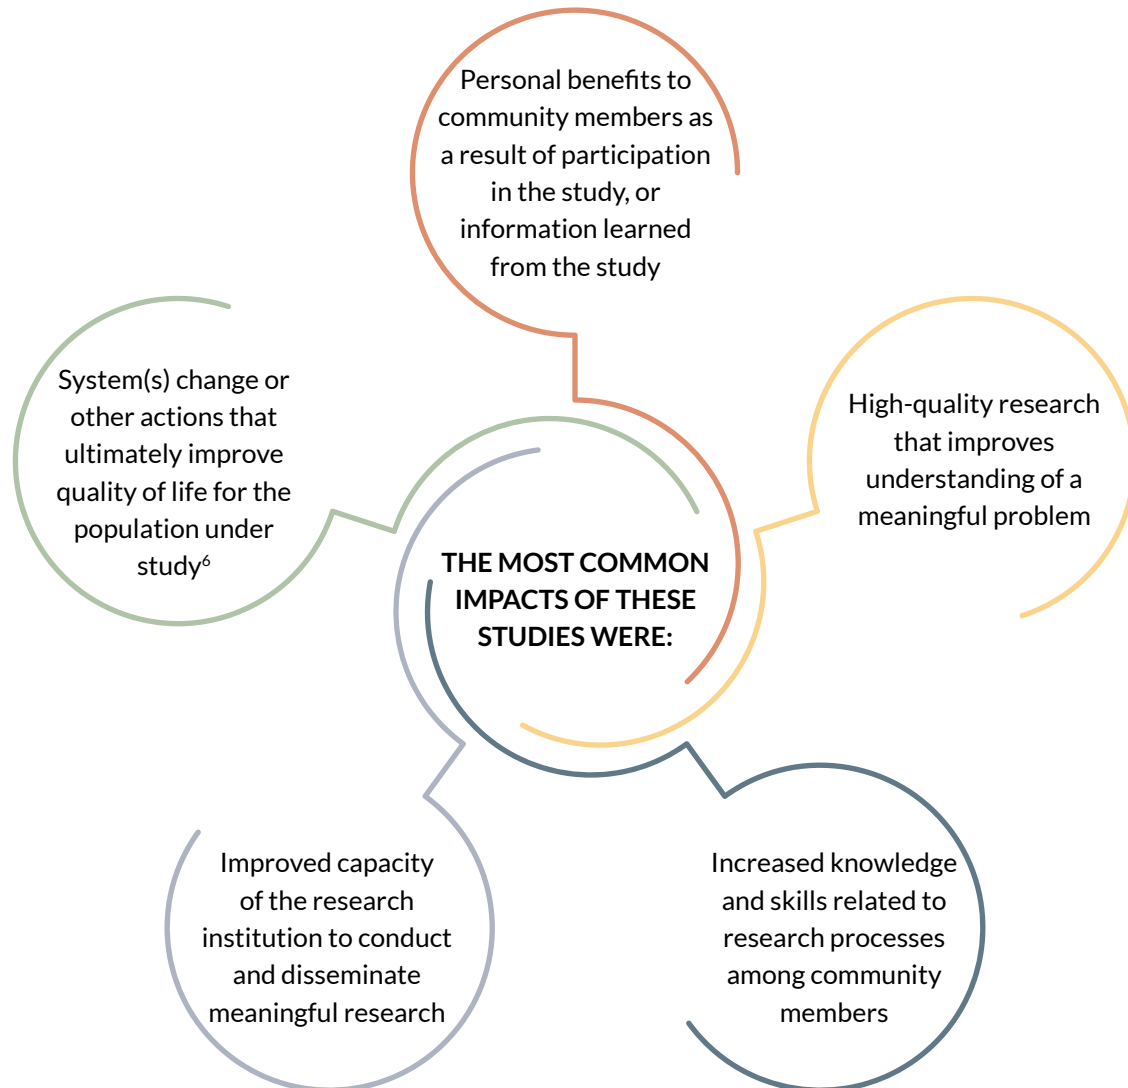 Personal benefits to
community members as
a result of participation
in the study, or
information learned
from the study
System(s) change or
other actions that
ultimately improve
quality of life for the
population under
study⁶
High-quality research
that improves
understanding of a
meaningful problem
THE MOST COMMON
IMPACTS OF THESE
STUDIES WERE:
Improved capacity
of the research
institution to conduct
and disseminate
meaningful research
Increased knowledge
and skills related to
research processes
among community
members